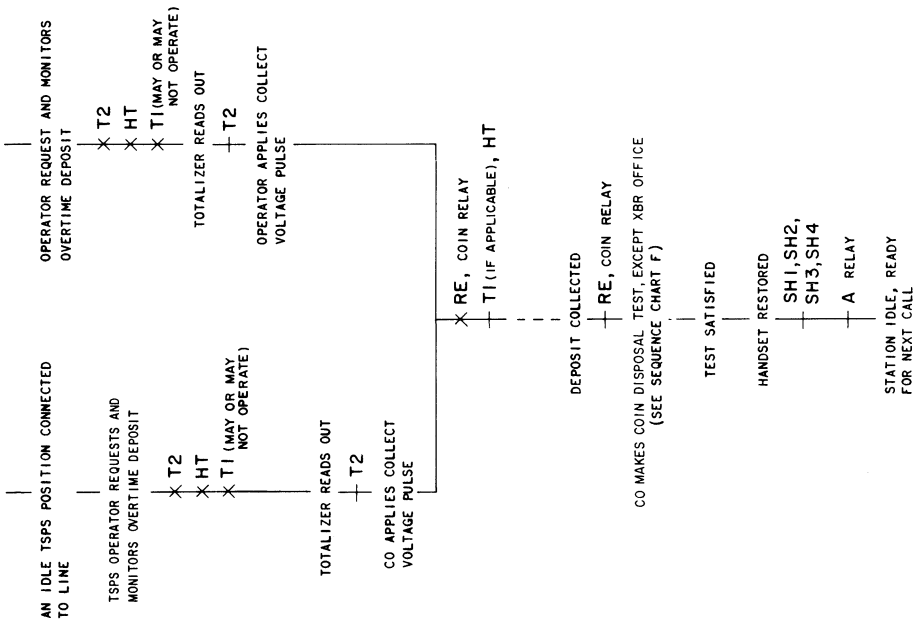 AN IDLE TSPS POSITION CONNECTED
TO LINE
TSPS OPERATOR REQUESTS AND
MONITORS OVERTIME DEPOSIT
T2
HT
T1 (MAY OR MAY
NOT OPERATE)
TOTALIZER READS OUT
T2
CO APPLIES COLLECT
VOLTAGE PULSE
OPERATOR REQUEST AND MONITORS
OVERTIME DEPOSIT
T2
HT
T1 (MAY OR MAY
NOT OPERATE)
TOTALIZER READS OUT
T2
OPERATOR APPLIES COLLECT
VOLTAGE PULSE
RE, COIN RELAY
T1 (IF APPLICABLE), HT
DEPOSIT COLLECTED
RE, COIN RELAY
CO MAKES COIN DISPOSAL TEST, EXCEPT XBR OFFICE
(SEE SEQUENCE CHART F)
TEST SATISFIED
HANDSET RESTORED
SH1, SH2,
SH3, SH4
A RELAY
STATION IDLE, READY
FOR NEXT CALL